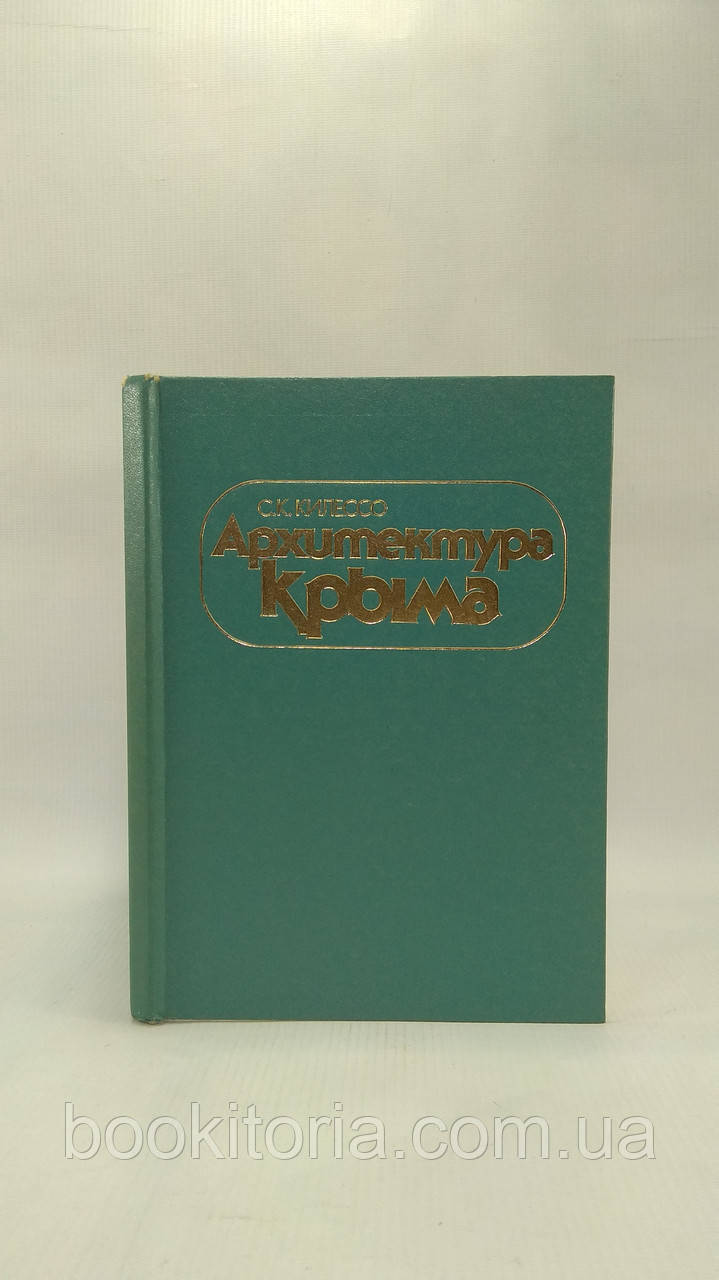 С.К. КИЛЕССО
Архитектура
Крыма
bookitoria.com.ua